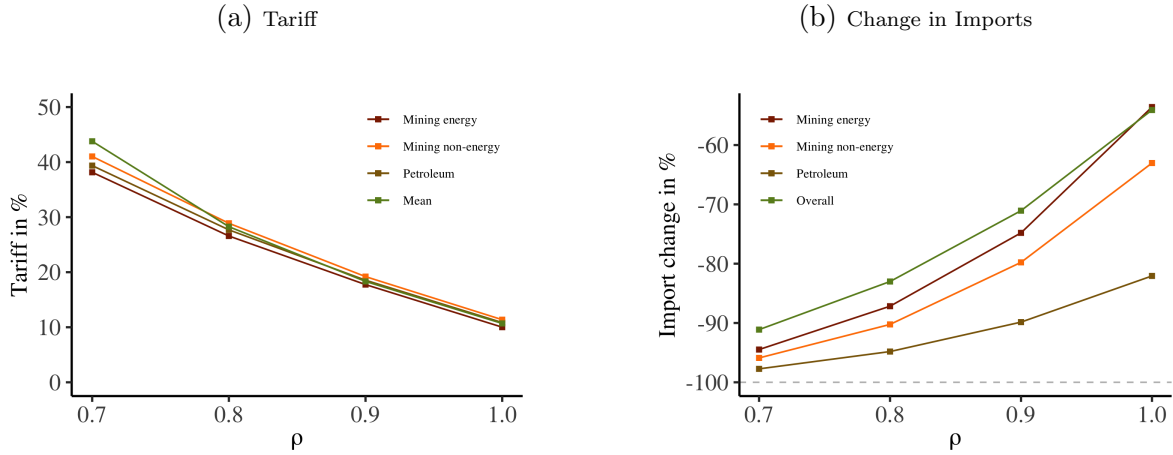 (a) Tariff
50
40
30
20
10
0
Tariff in %
0.7 0.8 0.9 1.0
ρ
Mining energy
Mining non-energy
Petroleum
Mean
(b) Change in Imports
-60
-70
-80
-90
-100
Import change in %
0.7 0.8 0.9 1.0
ρ
Mining energy
Mining non-energy
Petroleum
Overall